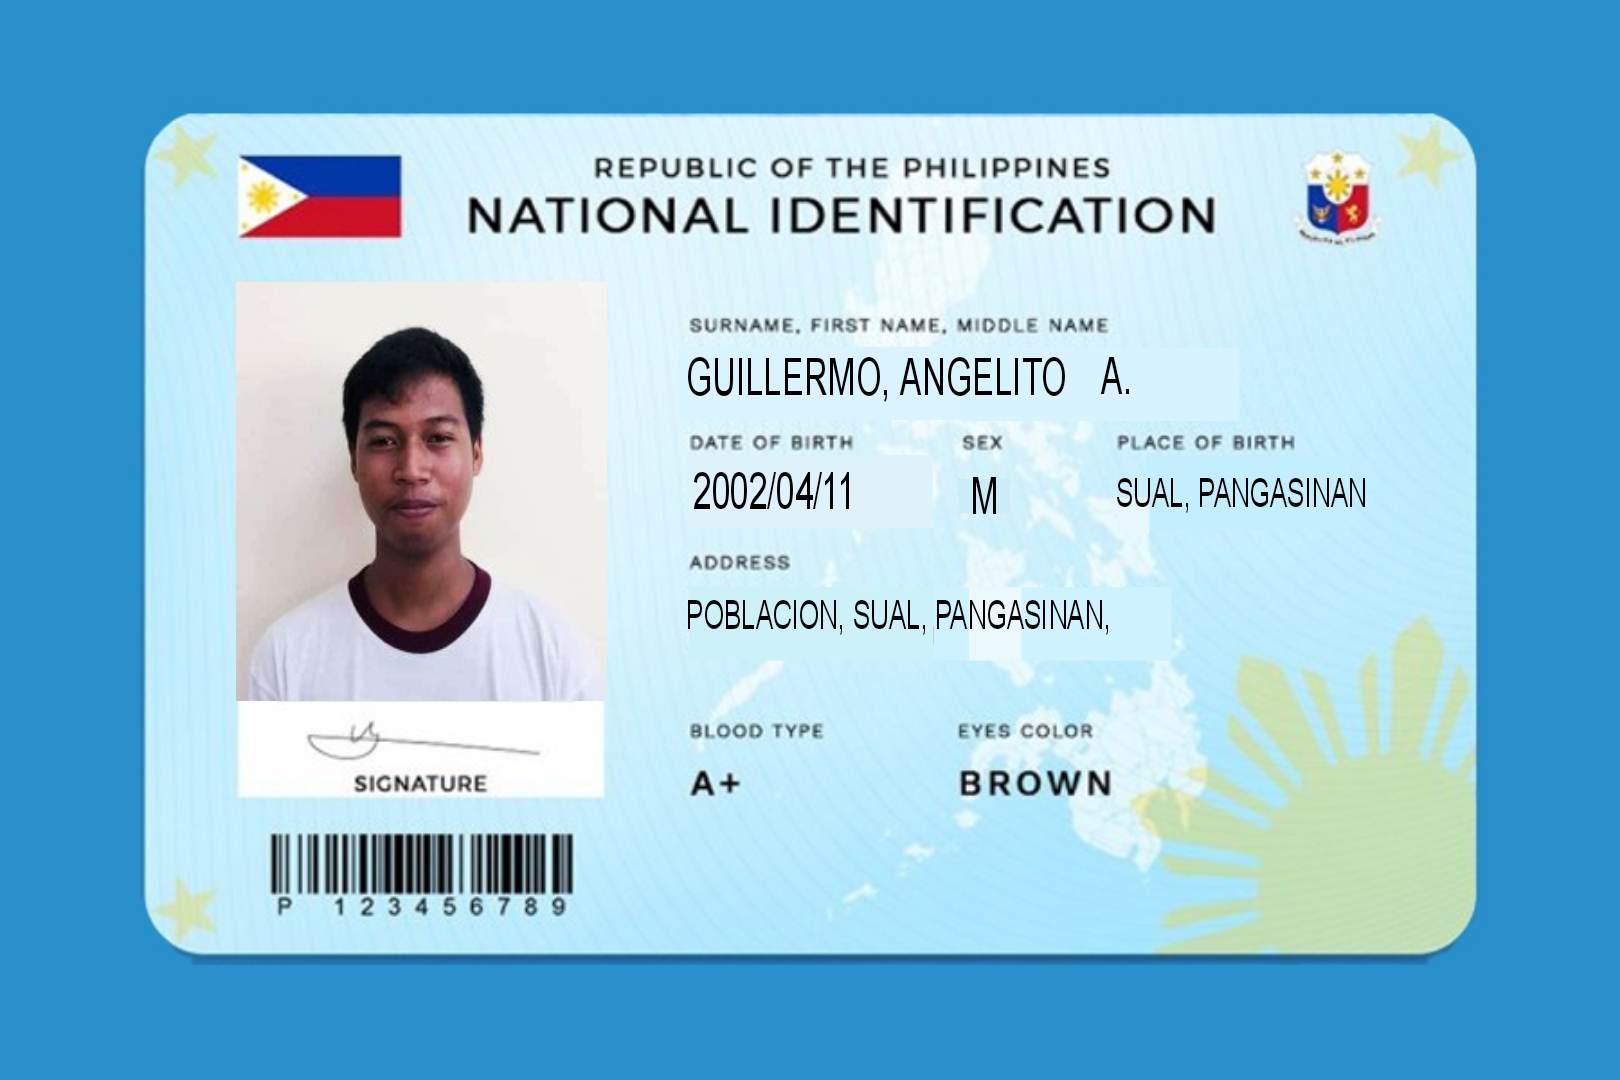 REPUBLIC OF THE PHILIPPINES
NATIONAL IDENTIFICATION
SURNAME, FIRST NAME, MIDDLE NAME
GUILLERMO, ANGELITO A.
DATE OF BIRTH SEX PLACE OF BIRTH
2002/04/11 M SUAL, PANGASINAN
ADDRESS
POBLACION, SUAL, PANGASINAN,
BLOOD TYPE EYES COLOR
A+ BROWN
SIGNATURE
P 123456789